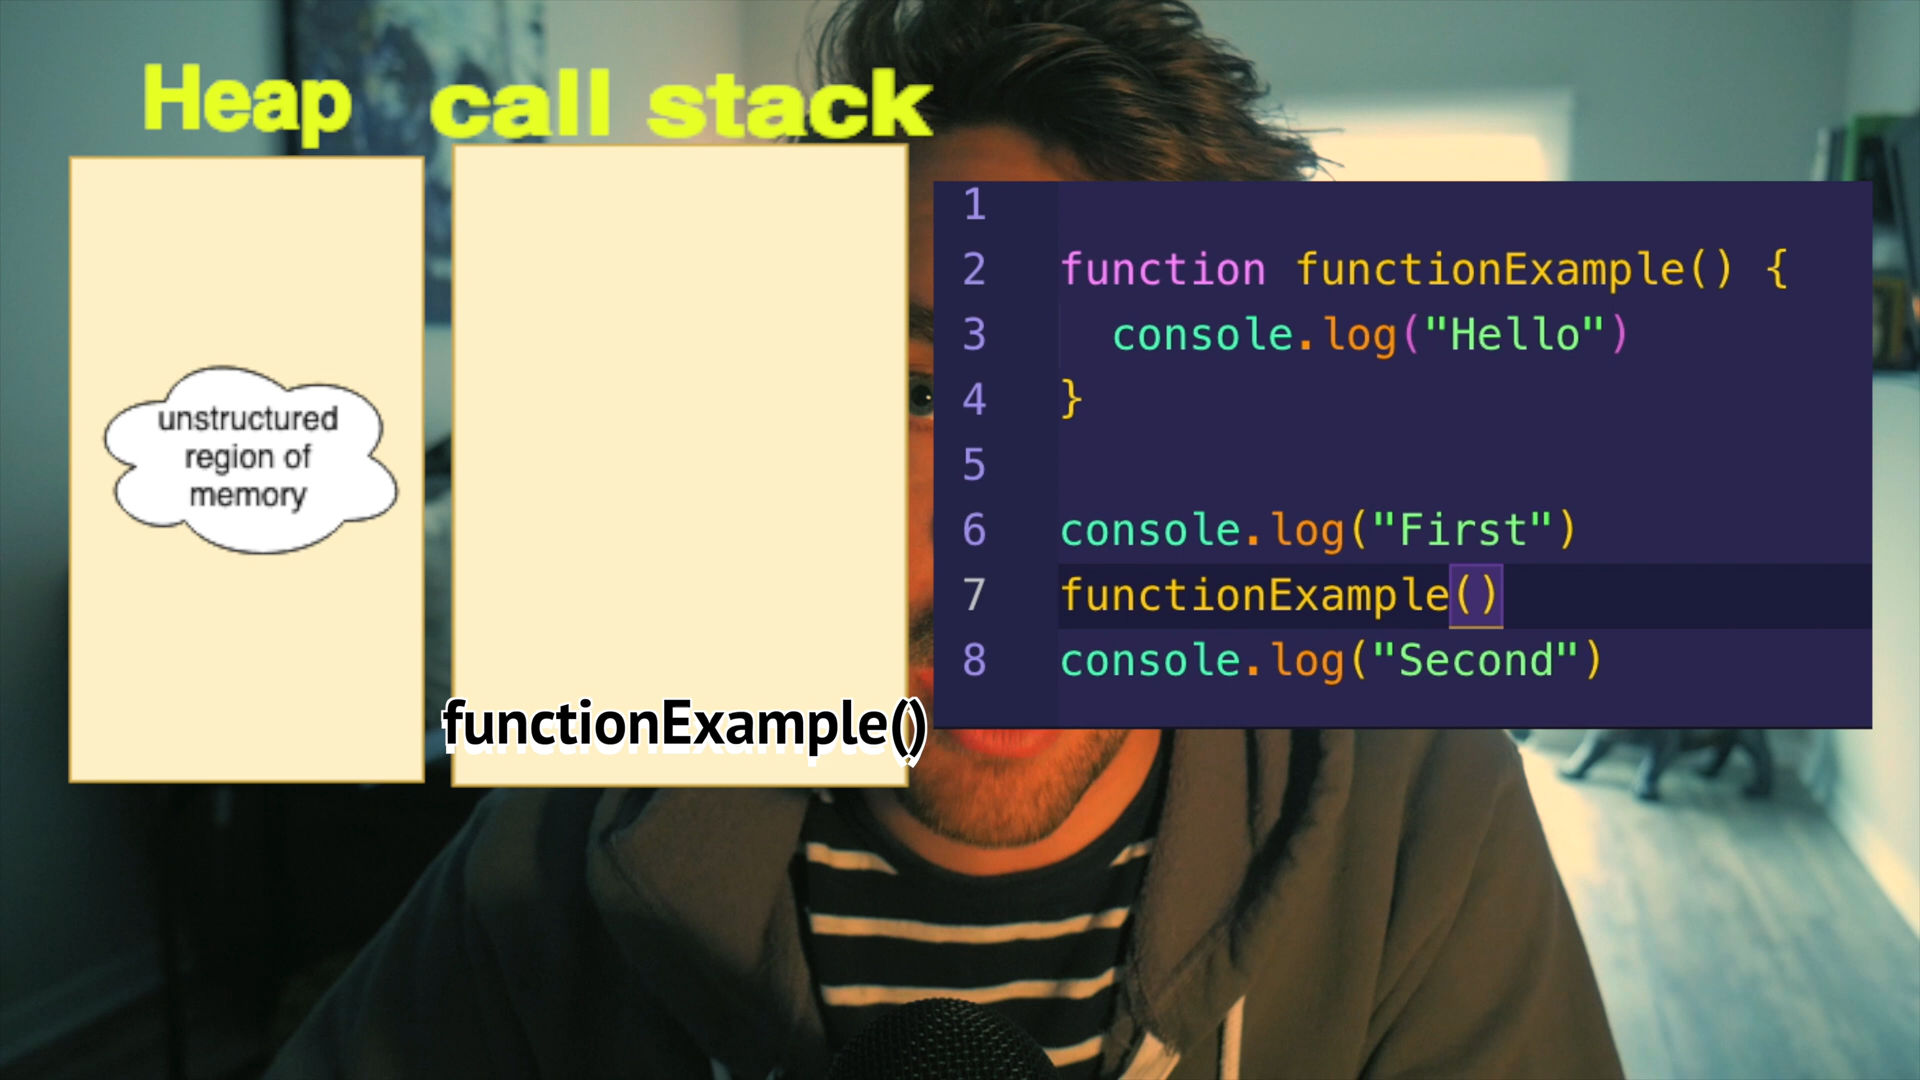 Heap
call stack
unstructured
region of
memory
functionExample()
1
2 function functionExample() {
3 console.log("Hello")
4 }
5
6 console.log("First")
7 functionExample()
8 console.log("Second")